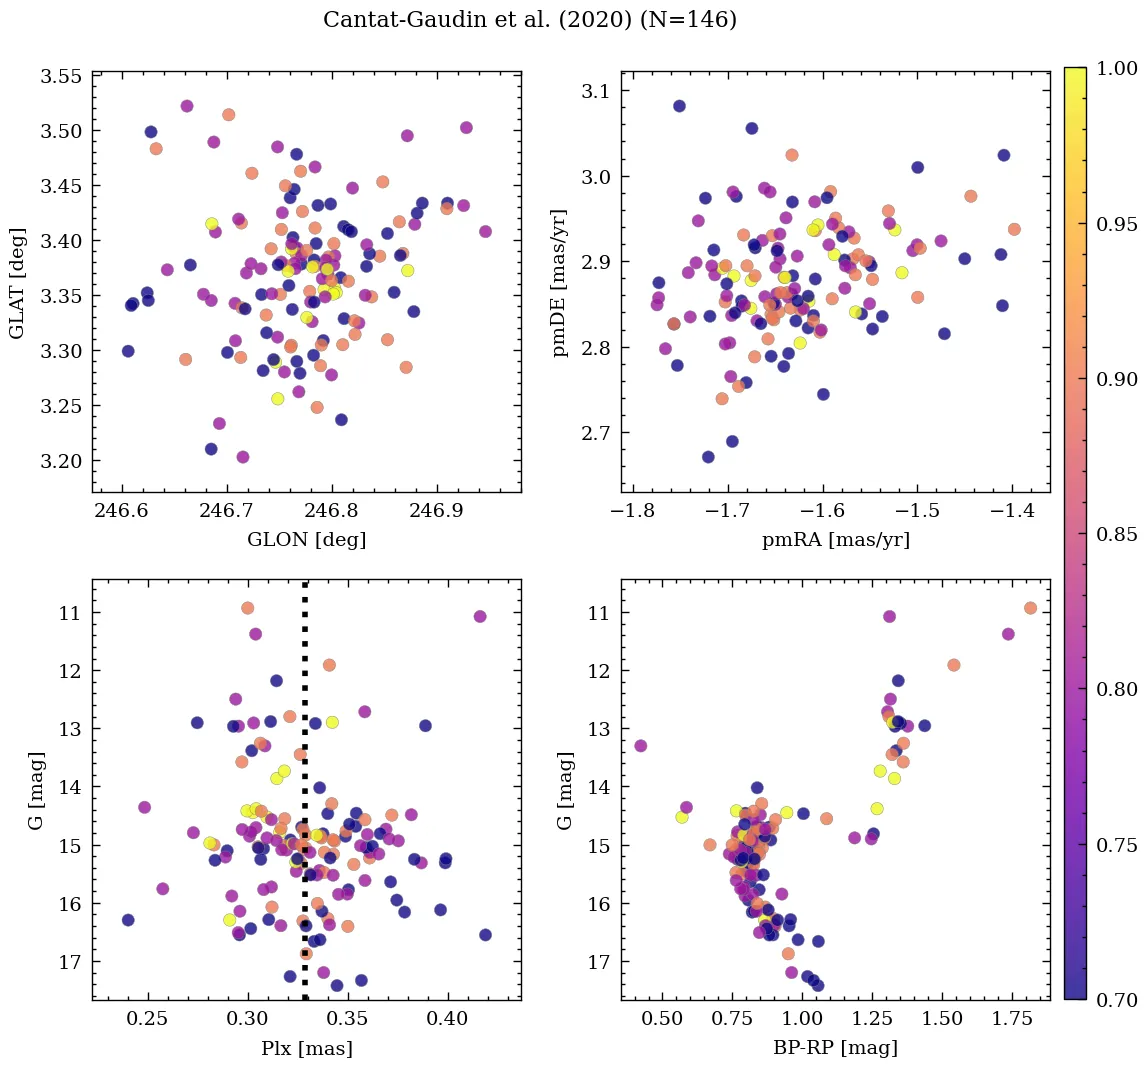 Cantat-Gaudin et al. (2020) (N=146)
3.55
3.50
3.45
3.40
3.35
3.30
3.25
3.20
GLAT [deg]
246.6 246.7 246.8 246.9
GLON [deg]
3.1
3.0
2.9
2.8
2.7
pmDE [mas/yr]
−1.8 −1.7 −1.6 −1.5 −1.4
pmRA [mas/yr]
1.00
0.95
0.90
0.85
0.80
0.75
0.70
11
12
13
14
15
16
17
G [mag]
0.25 0.30 0.35 0.40
Plx [mas]
11
12
13
14
15
16
17
G [mag]
0.50 0.75 1.00 1.25 1.50 1.75
BP-RP [mag]